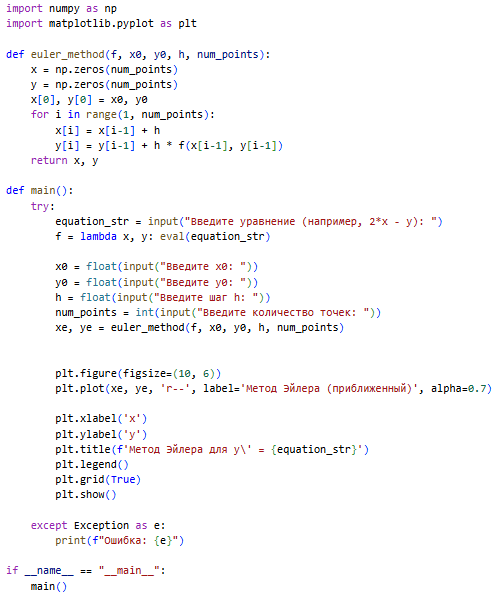 import numpy as np
import matplotlib.pyplot as plt

def euler_method(f, x0, y0, h, num_points):
    x = np.zeros(num_points)
    y = np.zeros(num_points)
    x[0], y[0] = x0, y0
    for i in range(1, num_points):
        x[i] = x[i-1] + h
        y[i] = y[i-1] + h * f(x[i-1], y[i-1])
    return x, y

def main():
    try:
        equation_str = input("Введите уравнение (например, 2*x - y): ")
        f = lambda x, y: eval(equation_str)

        x0 = float(input("Введите x0: "))
        y0 = float(input("Введите y0: "))
        h = float(input("Введите шаг h: "))
        num_points = int(input("Введите количество точек: "))
        xe, ye = euler_method(f, x0, y0, h, num_points)


        plt.figure(figsize=(10, 6))
        plt.plot(xe, ye, 'r--', label='Метод Эйлера (приближенный)', alpha=0.7)

        plt.xlabel('x')
        plt.ylabel('y')
        plt.title(f'Метод Эйлера для y\' = {equation_str}')
        plt.legend()
        plt.grid(True)
        plt.show()

    except Exception as e:
        print(f"Ошибка: {e}")

if __name__ == "__main__":
    main()